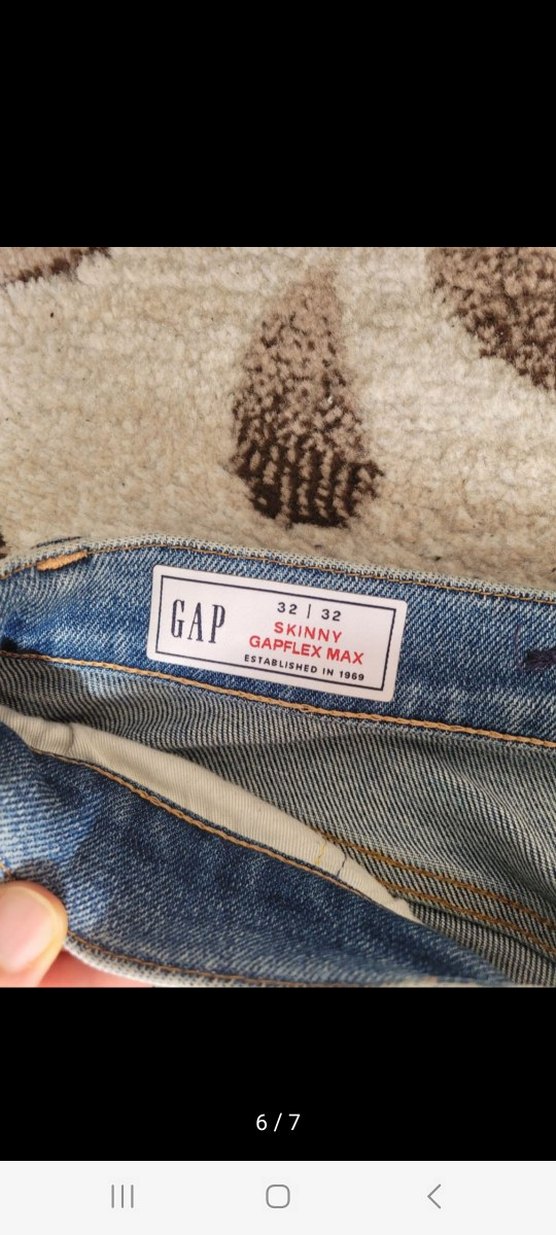 GAP
32 | 32
SKINNY
GAPFLEX MAX
ESTABLISHED IN 1969
6 / 7